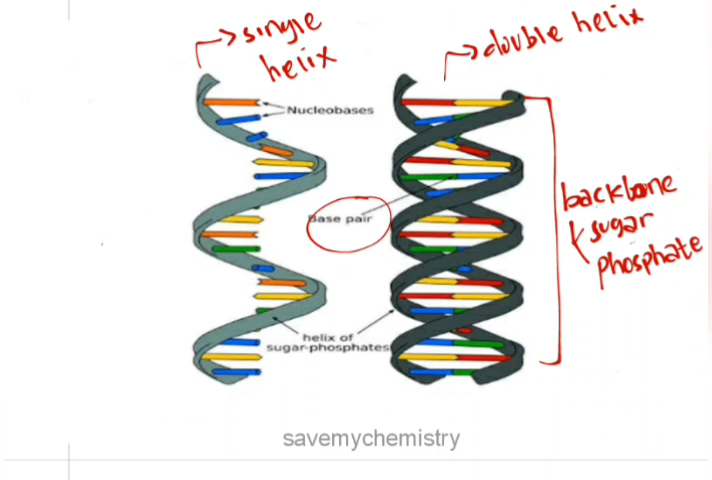 single
helix
double helix
Nucleobases
Base pair
backbone
sugar
phosphate
helix of
sugar-phosphates
savemychemistry